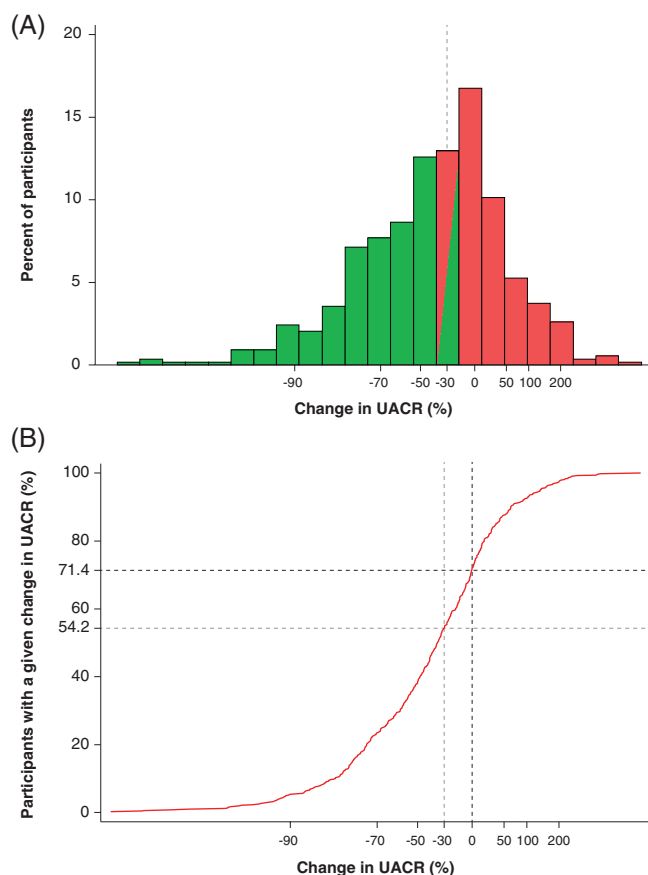 (A)
20
15
10
5
0
Percent of participants
-90 -70 -50 -30 0 50 100 200
Change in UACR (%)
(B)
100
80
71.4
60
54.2
40
20
0
Participants with a given change in UACR (%)
-90 -70 -50 -30 0 50 100 200
Change in UACR (%)